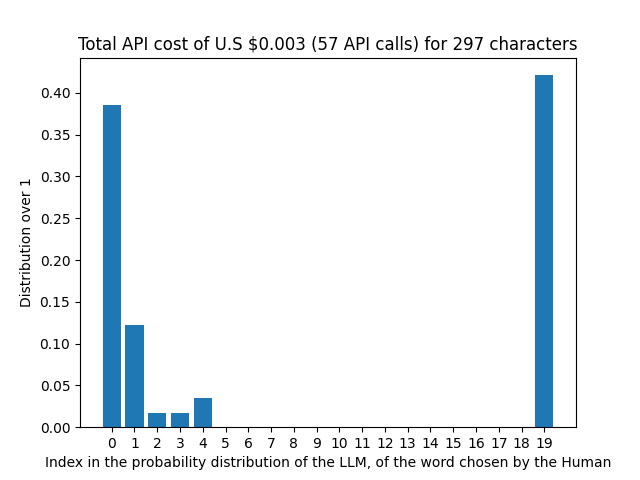 Total API cost of U.S $0.003 (57 API calls) for 297 characters
0.40
0.35
0.30
0.25
0.20
0.15
0.10
0.05
0.00
Distribution over 1
0 1 2 3 4 5 6 7 8 9 10 11 12 13 14 15 16 17 18 19
Index in the probability distribution of the LLM, of the word chosen by the Human